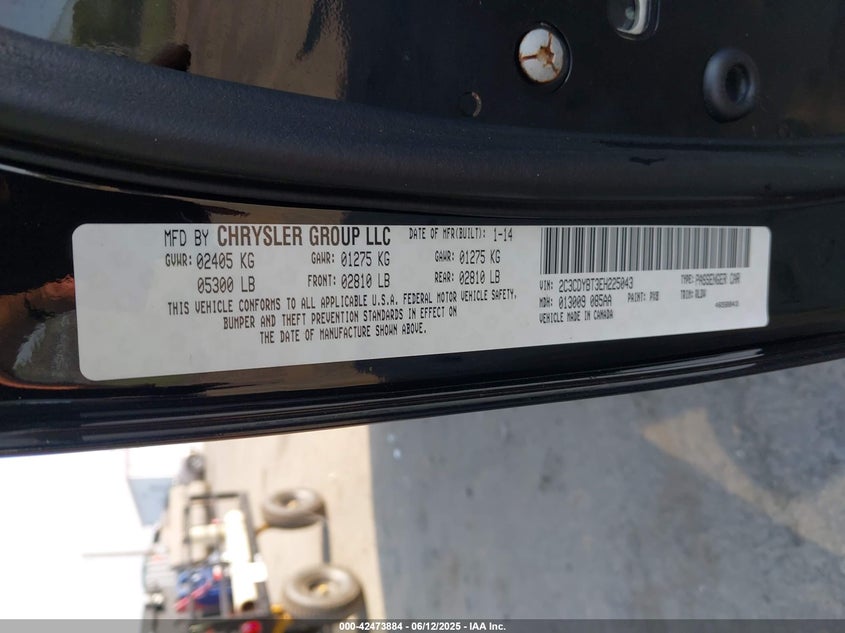 MFD BY CHRYSLER GROUP LLC DATE OF MFR(BUILT): 1-14
GVWR: 02405 KG GAWR: 01275 KG GAWR: 01275 KG
05300 LB FRONT: 02810 LB REAR: 02810 LB
THIS VEHICLE CONFORMS TO ALL APPLICABLE U.S.A. FEDERAL MOTOR VEHICLE SAFETY,
BUMPER AND THEFT PREVENTION STANDARDS IN EFFECT ON
THE DATE OF MANUFACTURE SHOWN ABOVE.
VIN: 2C3CDYBT3EH225043 TYPE: PASSENGER CAR
MDH: 013009 085AA PAINT: PX8 TRIM:
VEHICLE MADE IN CANADA
000-42473884 - 06/12/2025 - IAA Inc.